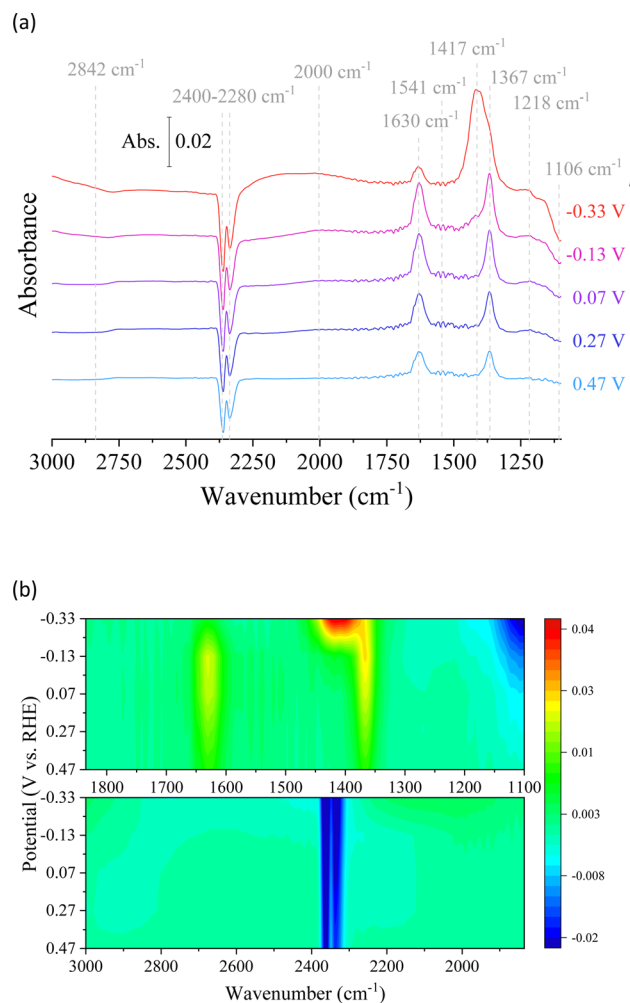 (a)
1417 cm⁻¹
2842 cm⁻¹
2000 cm⁻¹
1541 cm⁻¹
1367 cm⁻¹
2400-2280 cm⁻¹
1218 cm⁻¹
1630 cm⁻¹
Abs.
0.02
1106 cm⁻¹
-0.33 V
-0.13 V
0.07 V
0.27 V
0.47 V
Absorbance
3000 2750 2500 2250 2000 1750 1500 1250
Wavenumber (cm⁻¹)
(b)
Potential (V vs. RHE)
-0.33
-0.13
0.07
0.27
0.47
1800 1700 1600 1500 1400 1300 1200 1100
-0.33
-0.13
0.07
0.27
0.47
3000 2800 2600 2400 2200 2000
Wavenumber (cm⁻¹)
0.04
0.03
0.01
0.003
-0.008
-0.02